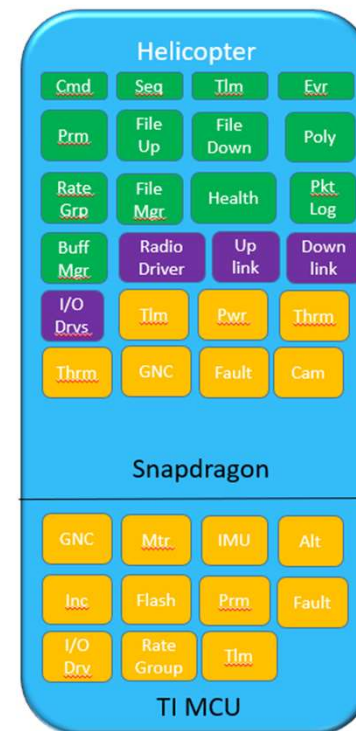 Helicopter
Cmd Seq Tlm Evr
Prm File Up File Down Poly
Rate Grp File Mgr Health Pkt Log
Buff Mgr Radio Driver Up link Down link
I/O Drvs Tlm Pwr Thrm
Thrm GNC Fault Cam
Snapdragon
GNC Mtr IMU Alt
Inc Flash Prm Fault
I/O Drv Rate Group Tlm
TI MCU